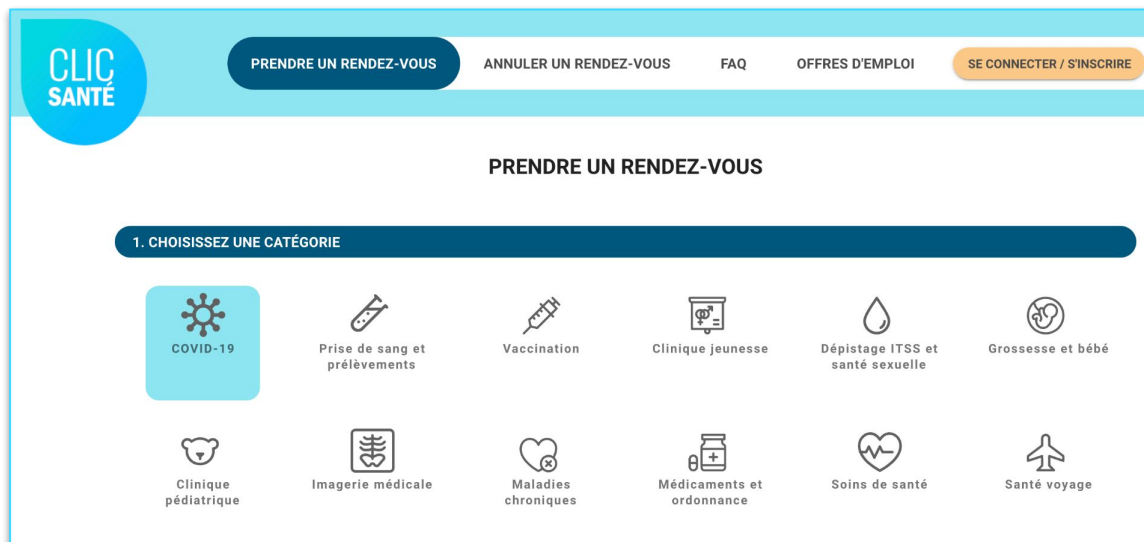 CLIC
SANTÉ
PRENDRE UN RENDEZ-VOUS
ANNULER UN RENDEZ-VOUS
FAQ
OFFRES D'EMPLOI
SE CONNECTER / S'INSCRIRE
PRENDRE UN RENDEZ-VOUS
1. CHOISISSEZ UNE CATÉGORIE
COVID-19
Prise de sang et
prélèvements
Vaccination
Clinique jeunesse
Dépistage ITSS et
santé sexuelle
Grossesse et bébé
Clinique
pédiatrique
Imagerie médicale
Maladies
chroniques
Médicaments et
ordonnance
Soins de santé
Santé voyage